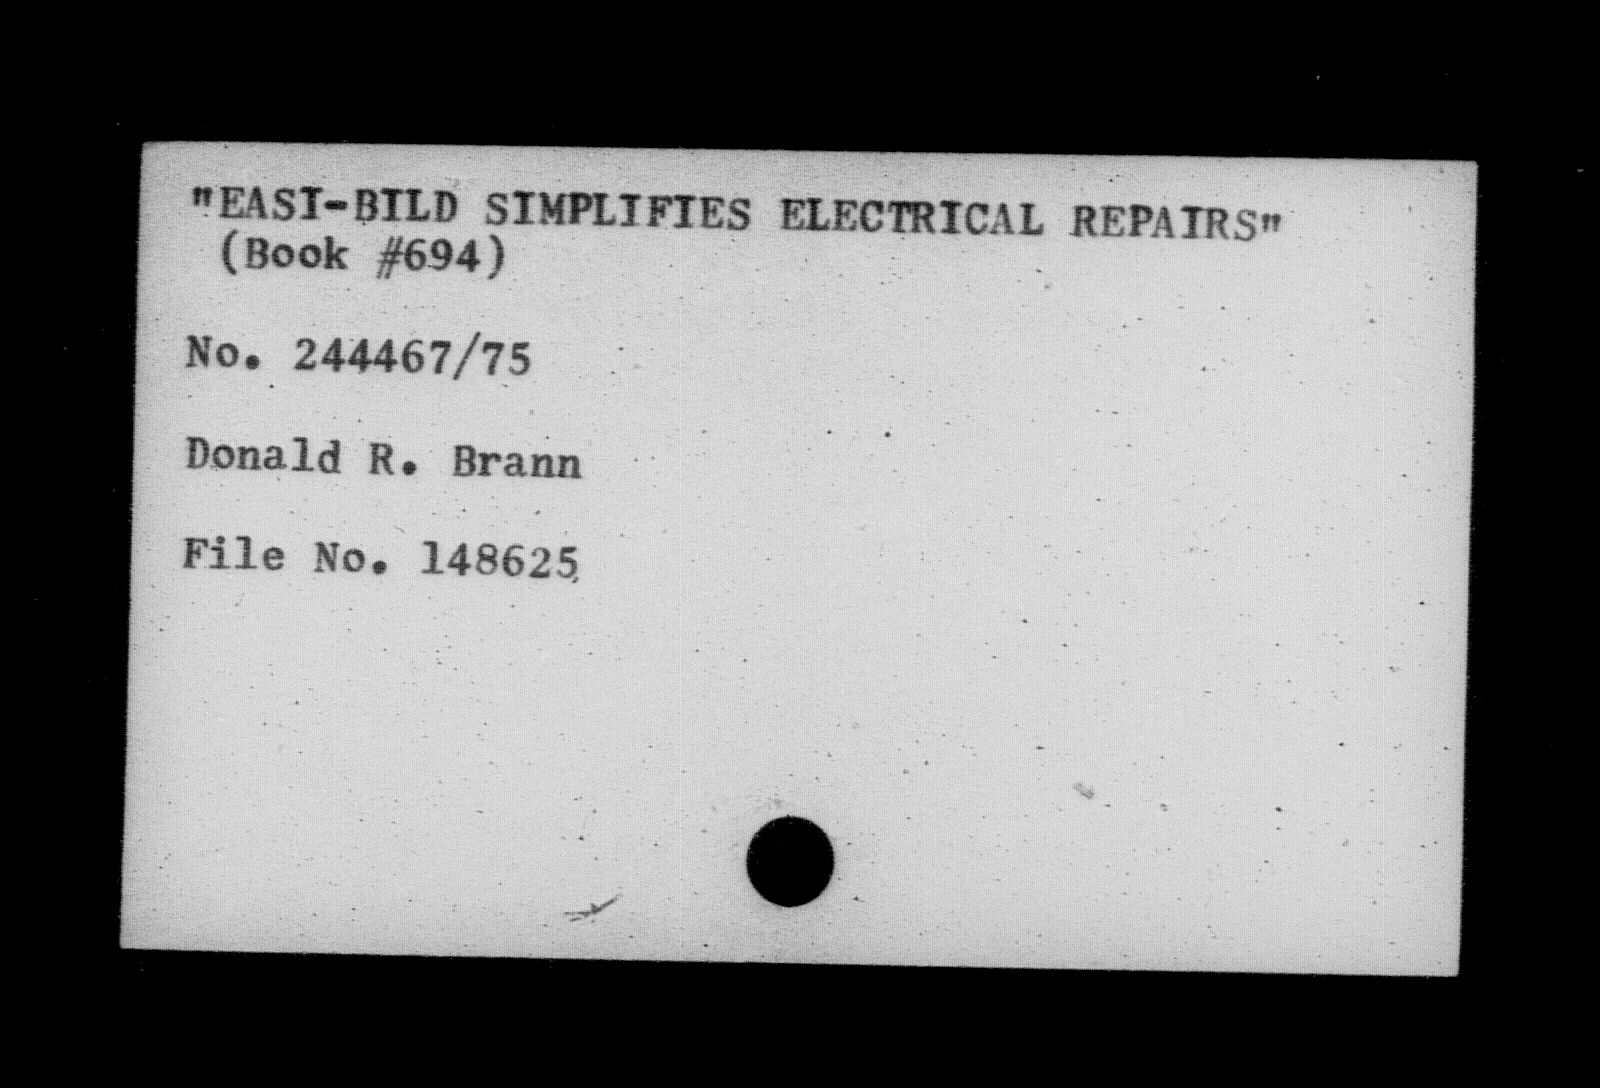 "EASI-BILD SIMPLIFIES ELECTRICAL REPAIRS"
(Book #694)
No. 244467/75
Donald R. Brann
File No. 148625